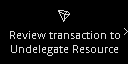 Review transaction to
Undelegate Resource